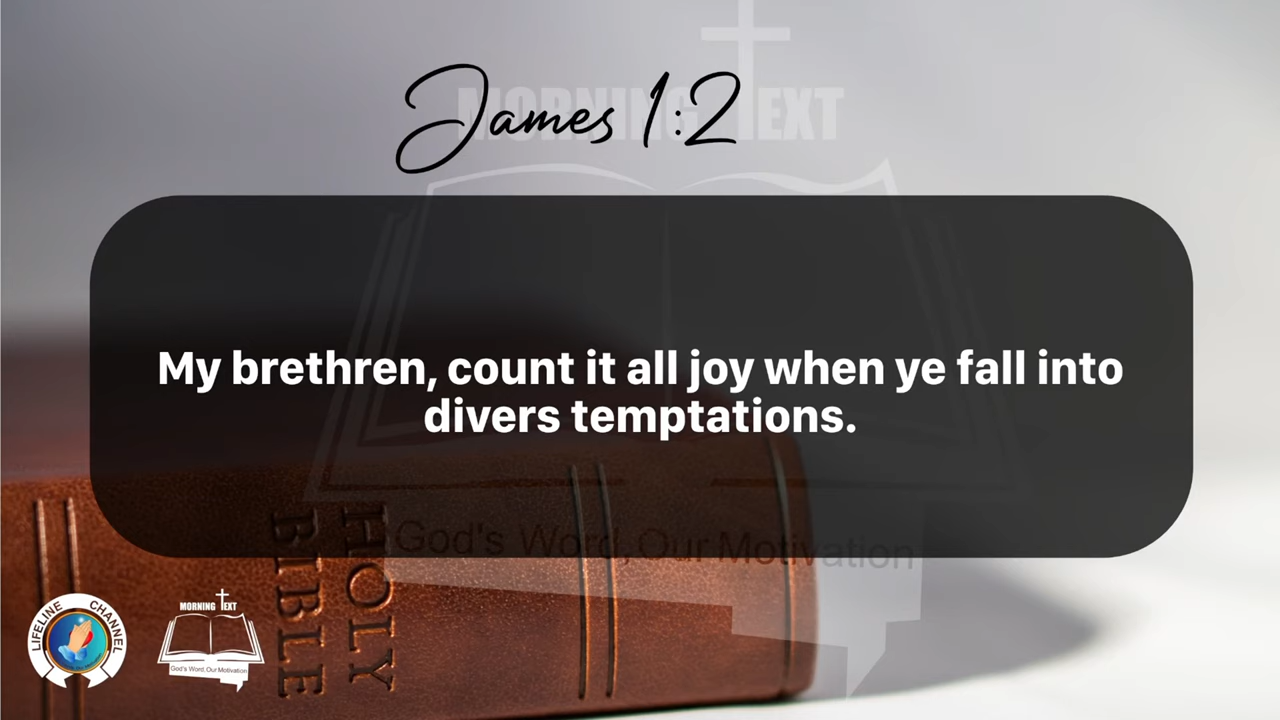 James 1:2
MORNING TEXT
My brethren, count it all joy when ye fall into
divers temptations.
God's Word, Our Motivation
HOLY
BIBLE
LIFELINE CHANNEL
MORNING TEXT
God's Word, Our Motivation